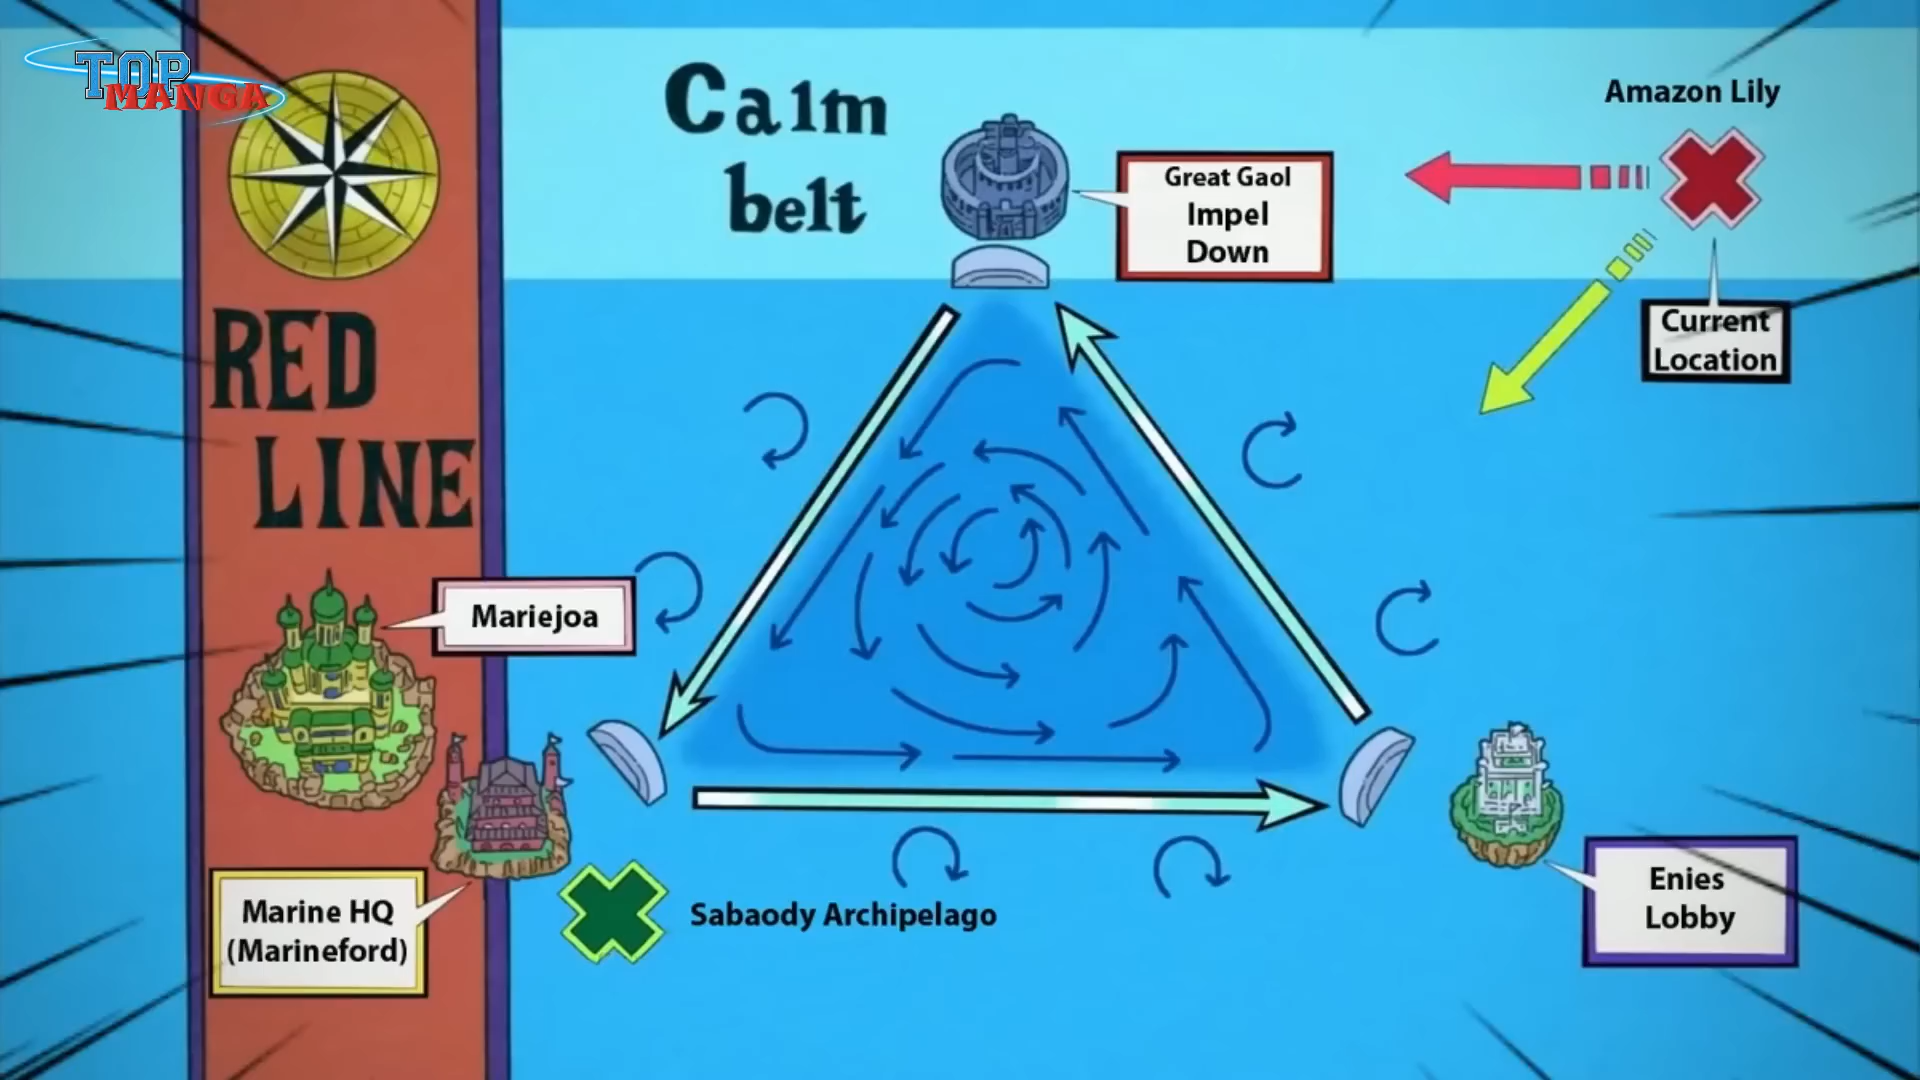 TOP
MANGA
Calm
belt
Amazon Lily
Great Gaol
Impel
Down
Current
Location
RED
LINE
Mariejoa
Marine HQ
(Marineford)
Sabaody Archipelago
Enies
Lobby